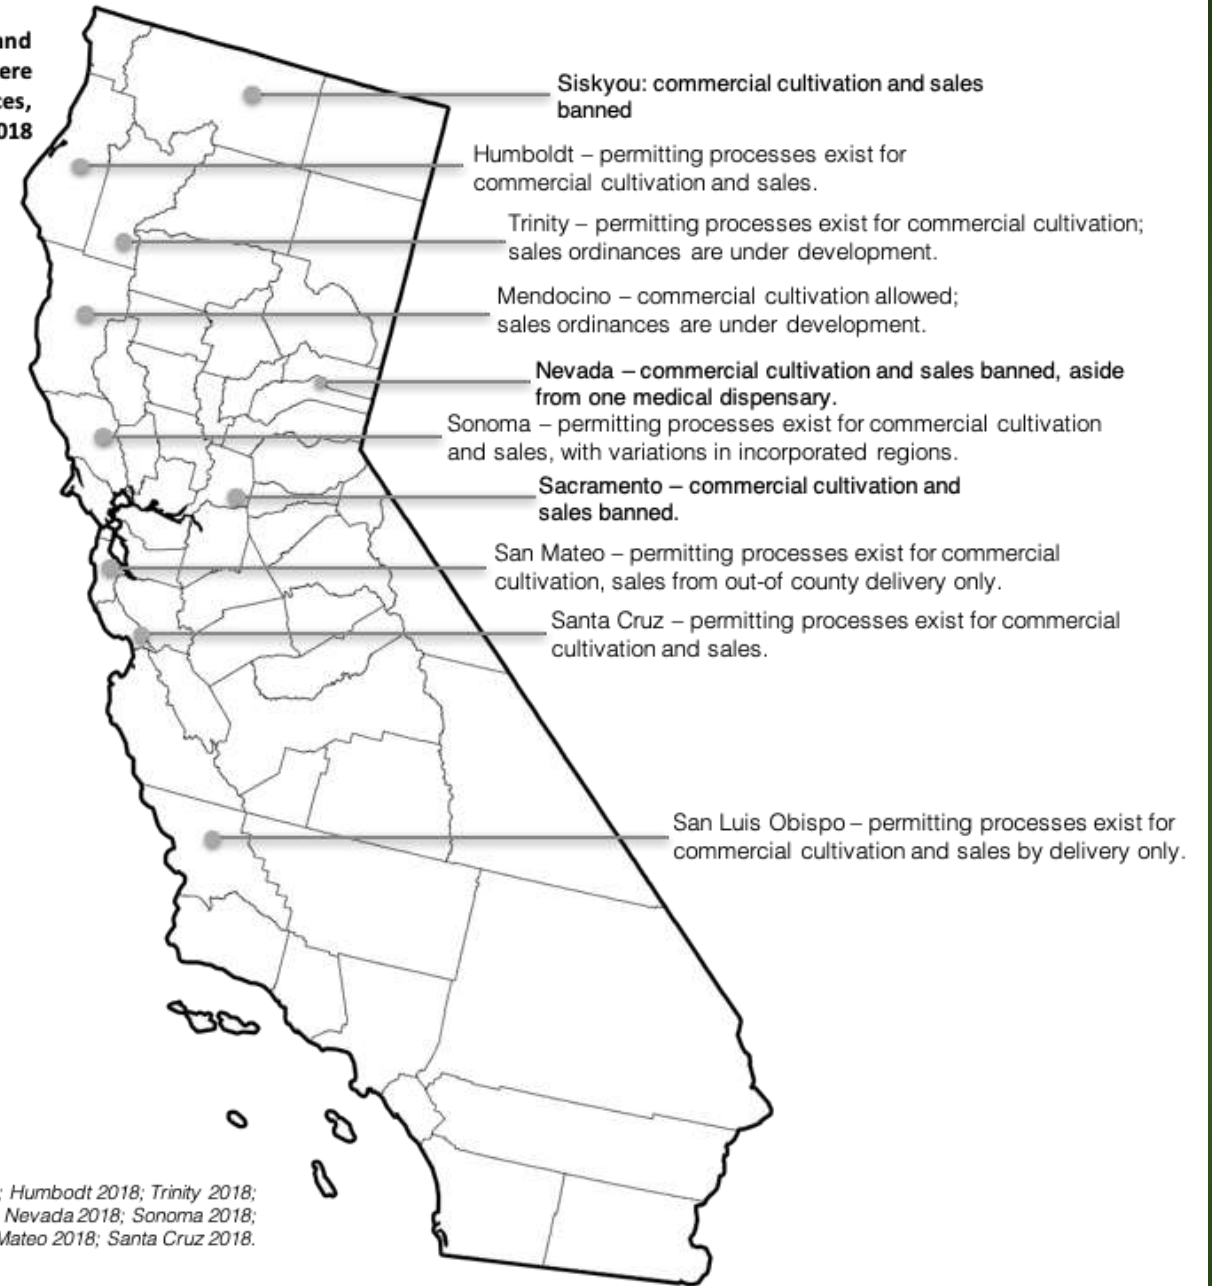 and
ere
ces,
018
Siskyou: commercial cultivation and sales
banned
Humboldt – permitting processes exist for
commercial cultivation and sales.
Trinity – permitting processes exist for commercial cultivation;
sales ordinances are under development.
Mendocino – commercial cultivation allowed;
sales ordinances are under development.
Nevada – commercial cultivation and sales banned, aside
from one medical dispensary.
Sonoma – permitting processes exist for commercial cultivation
and sales, with variations in incorporated regions.
Sacramento – commercial cultivation and
sales banned.
San Mateo – permitting processes exist for commercial
cultivation, sales from out-of county delivery only.
Santa Cruz – permitting processes exist for commercial
cultivation and sales.
San Luis Obispo – permitting processes exist for
commercial cultivation and sales by delivery only.
; Humbodt 2018; Trinity 2018;
Nevada 2018; Sonoma 2018;
Mateo 2018; Santa Cruz 2018.